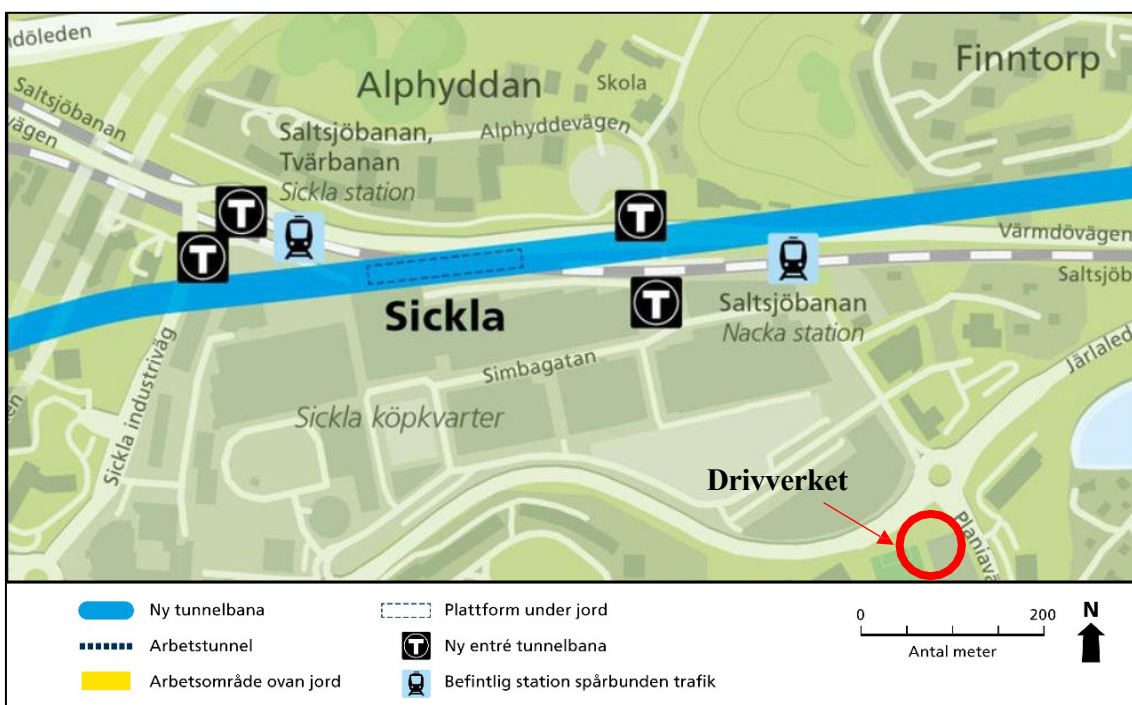 ndöleden
Finntorp
Alphyddan
Skola
Saltsjöbanan
Alphyddevägen
vägen
Saltsjöbanan,
Tvärbanan
Sickla station
T
T
T
Värmdövägen
Saltsjöb
T
Sickla
Saltsjöbanan
Nacka station
Järlaled
Simbagatan
Sickla industriväg
Sickla köpkvarter
Drivverket
Planiavä
Ny tunnelbana
Plattform under jord
0
200
N
Arbetstunnel
T
Ny entré tunnelbana
Antal meter
Arbetsområde ovan jord
Befintlig station spårbunden trafik